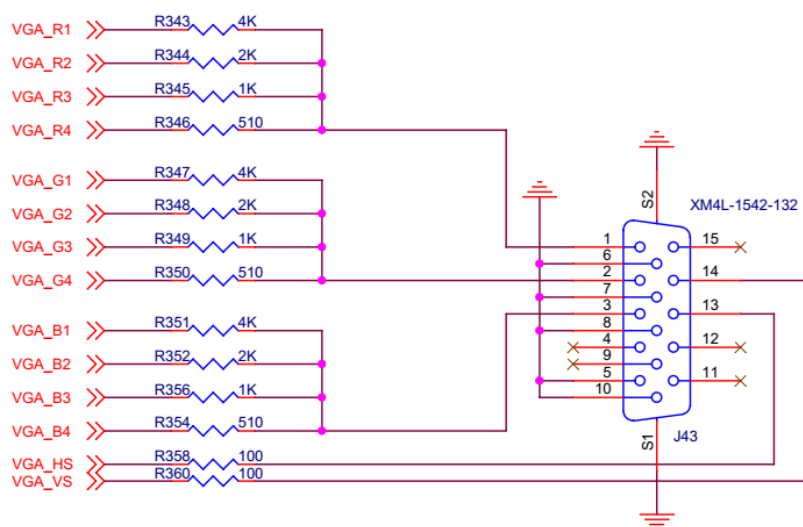 VGA_R1 R343 4K
VGA_R2 R344 2K
VGA_R3 R345 1K
VGA_R4 R346 510
VGA_G1 R347 4K
VGA_G2 R348 2K
VGA_G3 R349 1K
VGA_G4 R350 510
VGA_B1 R351 4K
VGA_B2 R352 2K
VGA_B3 R356 1K
VGA_B4 R354 510
VGA_HS R358 100
VGA_VS R360 100
S2
XM4L-1542-132
1 15
6
2 14
7
3 13
8
4 12
9
5 11
10
J43
S1